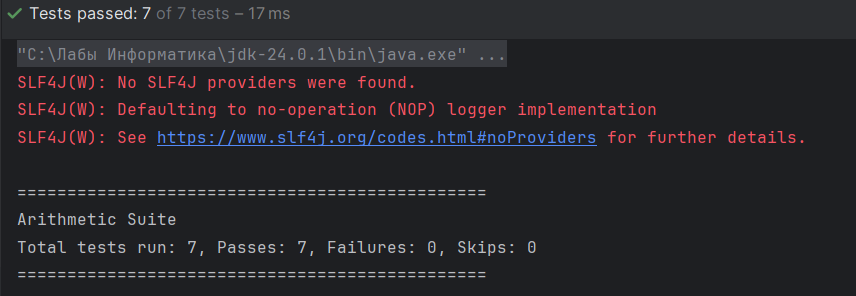 Tests passed: 7 of 7 tests – 17 ms
"C:\Лабы Информатика\jdk-24.0.1\bin\java.exe" ...
SLF4J(W): No SLF4J providers were found.
SLF4J(W): Defaulting to no-operation (NOP) logger implementation
SLF4J(W): See https://www.slf4j.org/codes.html#noProviders for further details.
===============================================
Arithmetic Suite
Total tests run: 7, Passes: 7, Failures: 0, Skips: 0
===============================================